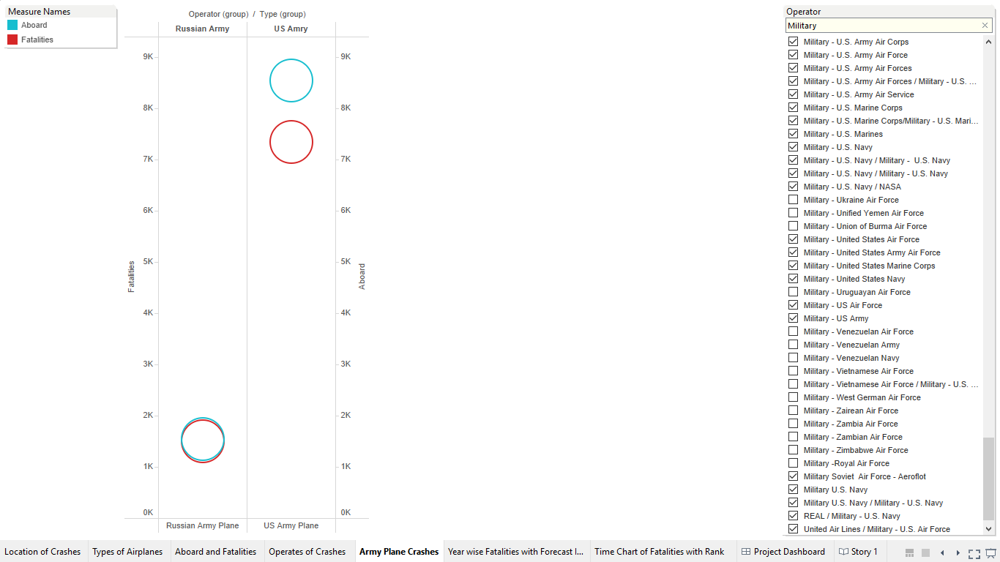 Measure Names
Aboard
Fatalities
Operator (group) / Type (group)
Russian Army
US Amry
9K
8K
7K
6K
5K
4K
3K
2K
1K
0K
Fatalities
9K
8K
7K
6K
5K
4K
3K
2K
1K
0K
Aboard
Russian Army Plane
US Army Plane
Operator
Military
Military - U.S. Army Air Corps
Military - U.S. Army Air Force
Military - U.S. Army Air Forces
Military - U.S. Army Air Forces / Military - U.S. ...
Military - U.S. Army Air Service
Military - U.S. Marine Corps
Military - U.S. Marine Corps/Military - U.S. Mari...
Military - U.S. Marines
Military - U.S. Navy
Military - U.S. Navy / Military -  U.S. Navy
Military - U.S. Navy / Military - U.S. Navy
Military - U.S. Navy / NASA
Military - Ukraine Air Force
Military - Unified Yemen Air Force
Military - Union of Burma Air Force
Military - United States Air Force
Military - United States Army Air Force
Military - United States Marine Corps
Military - United States Navy
Military - Uruguayan Air Force
Military - US Air Force
Military - US Army
Military - Venezuelan Air Force
Military - Venezuelan Army
Military - Venezuelan Navy
Military - Vietnamese Air Force
Military - Vietnamese Air Force / Military - U.S. ...
Military - West German Air Force
Military - Zairean Air Force
Military - Zambia Air Force
Military - Zambian Air Force
Military - Zimbabwe Air Force
Military -Royal Air Force
Military Soviet  Air Force - Aeroflot
Military U.S. Navy
Military U.S. Navy / Military - U.S. Navy
REAL / Military - U.S. Navy
United Air Lines / Military - U.S. Air Force
Location of Crashes
Types of Airplanes
Aboard and Fatalities
Operates of Crashes
Army Plane Crashes
Year wise Fatalities with Forecast I...
Time Chart of Fatalities with Rank
Project Dashboard
Story 1